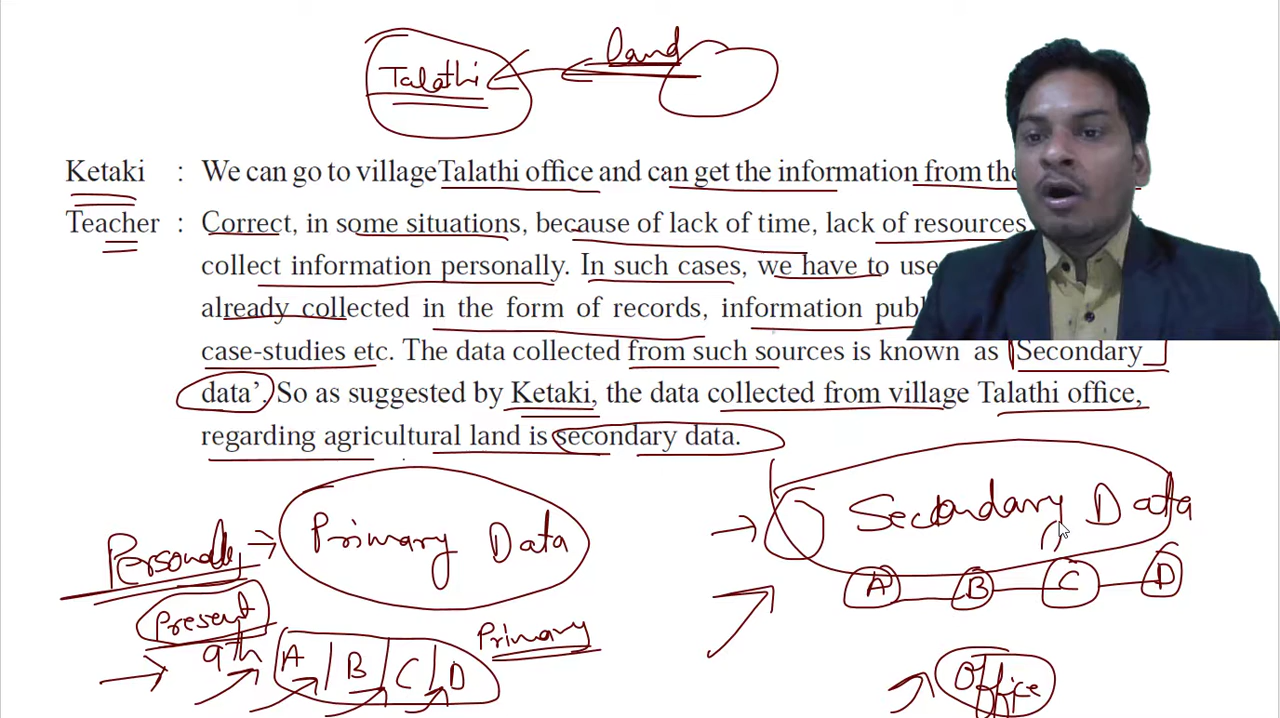 Talathi
land
Ketaki : We can go to village Talathi office and can get the information from the
Teacher : Correct, in some situations, because of lack of time, lack of resources
collect information personally. In such cases, we have to use
already collected in the form of records, information
case-studies etc. The data collected from such sources is known as 'Secondary
data'. So as suggested by Ketaki, the data collected from village Talathi office,
regarding agricultural land is secondary data.
Primary Data
Secondary Data
Personally
A B C D
Present
Primary
9th A B C D
Office